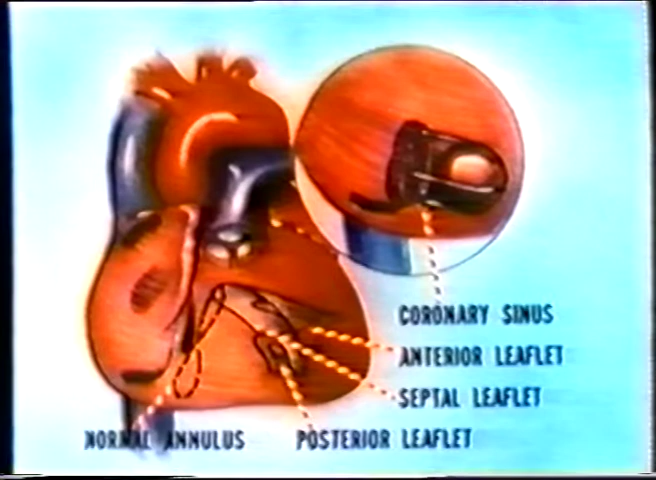 CORONARY SINUS
ANTERIOR LEAFLET
SEPTAL LEAFLET
NORMAL ANNULUS
POSTERIOR LEAFLET